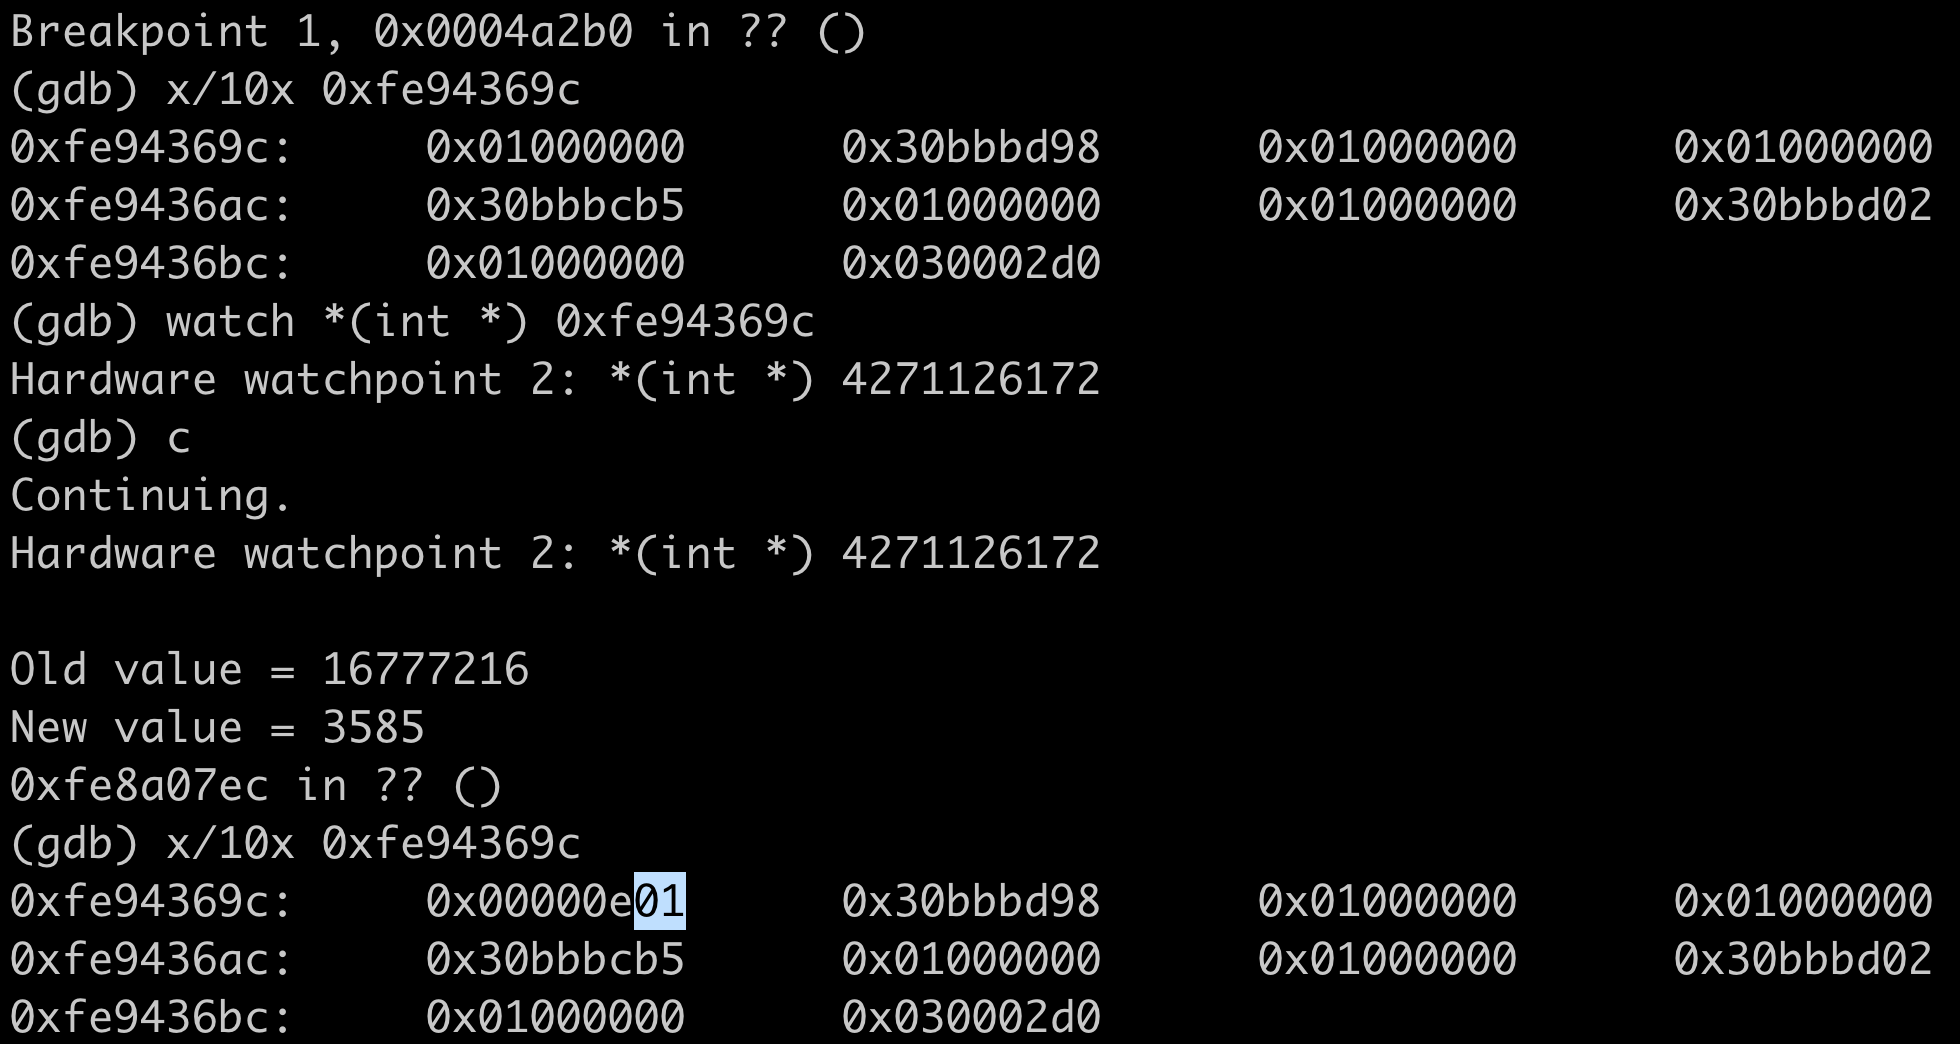 Breakpoint 1, 0x0004a2b0 in ?? ()
(gdb) x/10x 0xfe94369c
0xfe94369c:     0x01000000      0x30bbbd98      0x01000000      0x01000000
0xfe9436ac:     0x30bbbcb5      0x01000000      0x01000000      0x30bbbd02
0xfe9436bc:     0x01000000      0x030002d0
(gdb) watch *(int *) 0xfe94369c
Hardware watchpoint 2: *(int *) 4271126172
(gdb) c
Continuing.
Hardware watchpoint 2: *(int *) 4271126172

Old value = 16777216
New value = 3585
0xfe8a07ec in ?? ()
(gdb) x/10x 0xfe94369c
0xfe94369c:     0x00000e01      0x30bbbd98      0x01000000      0x01000000
0xfe9436ac:     0x30bbbcb5      0x01000000      0x01000000      0x30bbbd02
0xfe9436bc:     0x01000000      0x030002d0